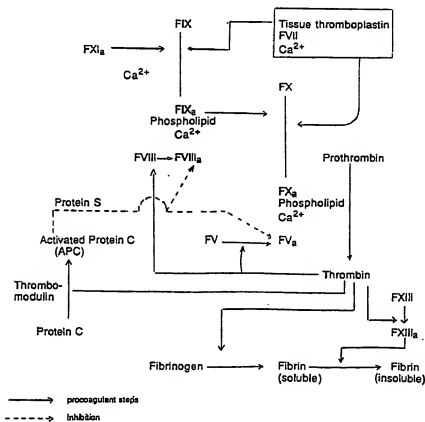 FIX
Tissue thromboplastin
FVII
Ca2+
FXIa
Ca2+
FX
FIXa
Phospholipid
Ca2+
FVIII
FVIIIa
Prothrombin
FXa
Phospholipid
Ca2+
Protein S
Activated Protein C
(APC)
FV
FVa
Thrombo-
modulin
Thrombin
FXIII
Protein C
FXIIIa
Fibrinogen
Fibrin
(soluble)
Fibrin
(insoluble)
procoagulant steps
Inhibition